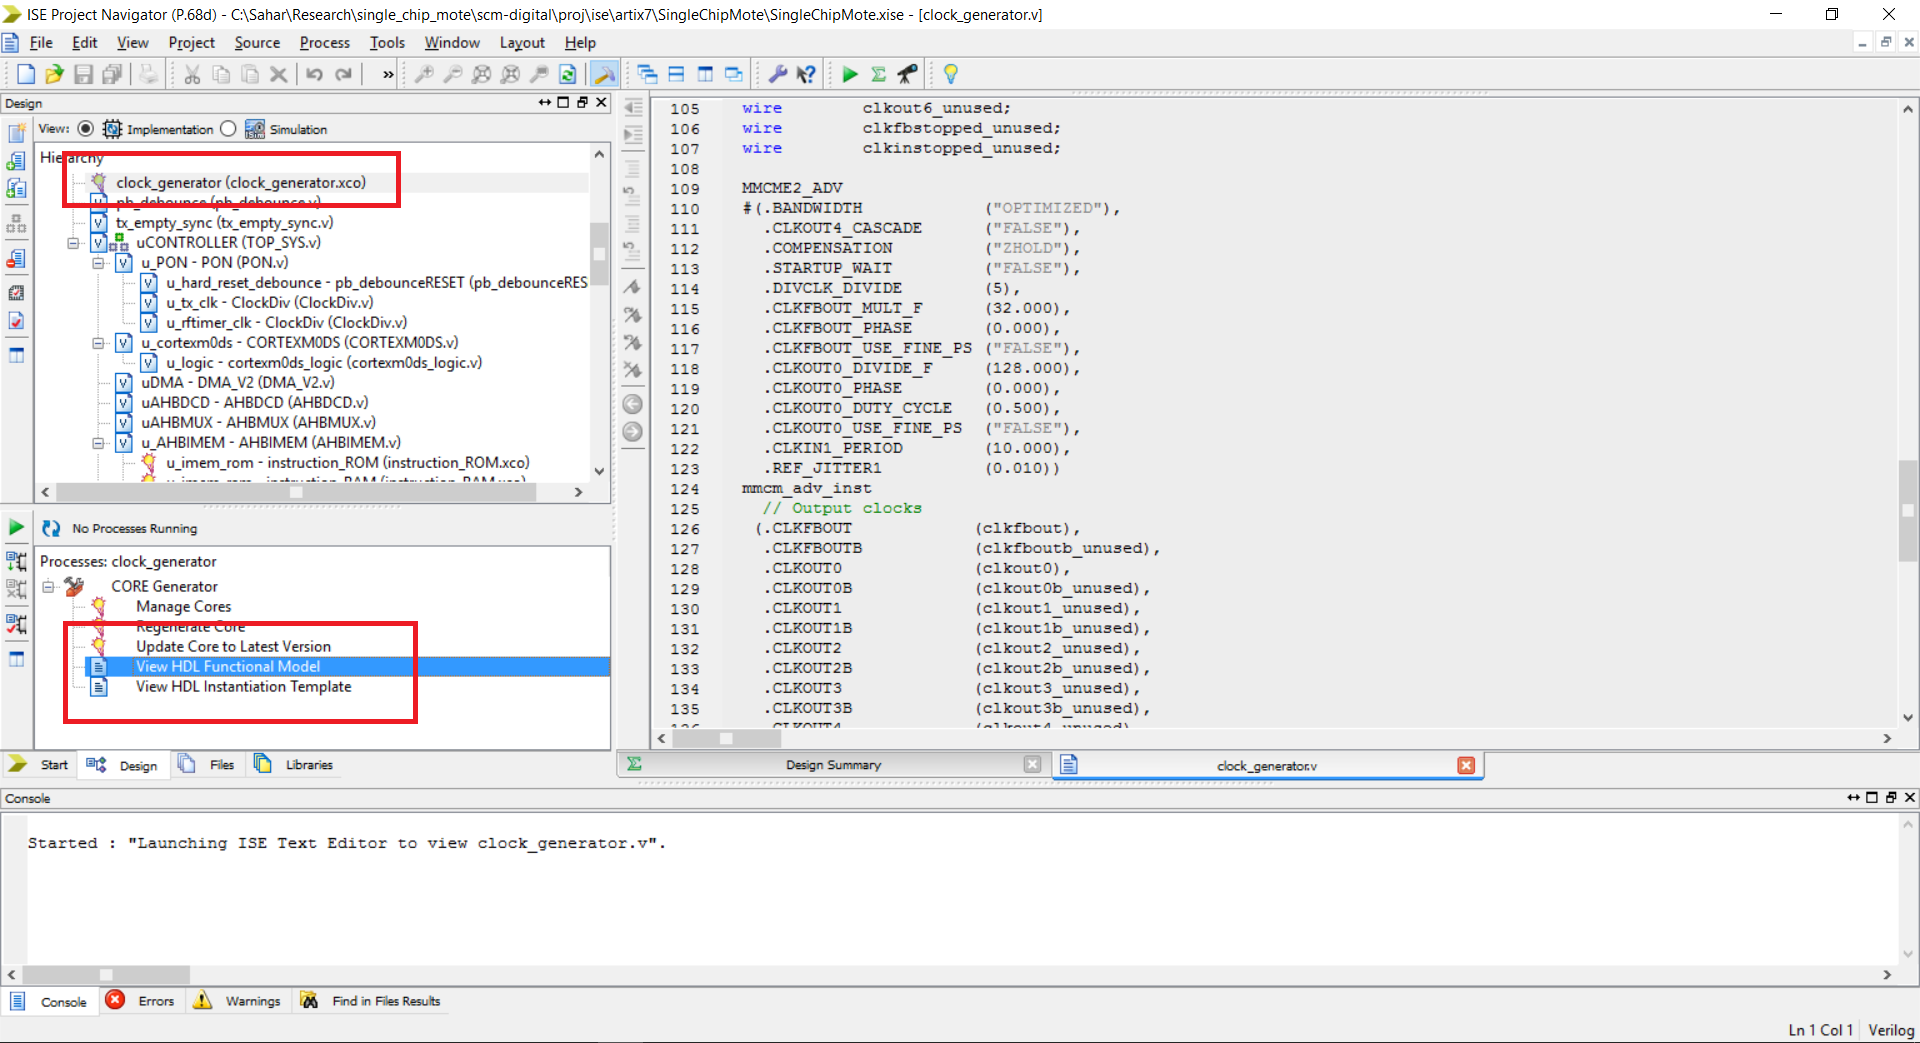 ISE Project Navigator (P.68d) - C:\Sahar\Research\single_chip_mote\scm-digital\proj\ise\artix7\SingleChipMote\SingleChipMote.xise - [clock_generator.v]
File Edit View Project Source Process Tools Window Layout Help
Design
View: Implementation Simulation
Hierarchy
clock_generator (clock_generator.xco)
pb_debounce (pb_debounce.v)
tx_empty_sync (tx_empty_sync.v)
uCONTROLLER (TOP_SYS.v)
u_PON - PON (PON.v)
u_hard_reset_debounce - pb_debounceRESET (pb_debounceRES
u_tx_clk - ClockDiv (ClockDiv.v)
u_rftimer_clk - ClockDiv (ClockDiv.v)
u_cortexm0ds - CORTEXM0DS (CORTEXM0DS.v)
u_logic - cortexm0ds_logic (cortexm0ds_logic.v)
uDMA - DMA_V2 (DMA_V2.v)
uAHBDCD - AHBDCD (AHBDCD.v)
uAHBMUX - AHBMUX (AHBMUX.v)
u_AHBIMEM - AHBIMEM (AHBIMEM.v)
u_imem_rom - instruction_ROM (instruction_ROM.xco)
u_imem_ram - instruction_RAM (instruction_RAM.xco)
No Processes Running
Processes: clock_generator
CORE Generator
Manage Cores
Regenerate Core
Update Core to Latest Version
View HDL Functional Model
View HDL Instantiation Template
Start Design Files Libraries
105 wire clkout6_unused;
106 wire clkfbstopped_unused;
107 wire clkinstopped_unused;
108
109 MMCME2_ADV
110 #(.BANDWIDTH ("OPTIMIZED"),
111 .CLKOUT4_CASCADE ("FALSE"),
112 .COMPENSATION ("ZHOLD"),
113 .STARTUP_WAIT ("FALSE"),
114 .DIVCLK_DIVIDE (5),
115 .CLKFBOUT_MULT_F (32.000),
116 .CLKFBOUT_PHASE (0.000),
117 .CLKFBOUT_USE_FINE_PS ("FALSE"),
118 .CLKOUT0_DIVIDE_F (128.000),
119 .CLKOUT0_PHASE (0.000),
120 .CLKOUT0_DUTY_CYCLE (0.500),
121 .CLKOUT0_USE_FINE_PS ("FALSE"),
122 .CLKIN1_PERIOD (10.000),
123 .REF_JITTER1 (0.010))
124 mmcm_adv_inst
125 // Output clocks
126 (.CLKFBOUT (clkfbout),
127 .CLKFBOUTB (clkfboutb_unused),
128 .CLKOUT0 (clkout0),
129 .CLKOUT0B (clkout0b_unused),
130 .CLKOUT1 (clkout1_unused),
131 .CLKOUT1B (clkout1b_unused),
132 .CLKOUT2 (clkout2_unused),
133 .CLKOUT2B (clkout2b_unused),
134 .CLKOUT3 (clkout3_unused),
135 .CLKOUT3B (clkout3b_unused),
136 .CLKOUT4 (clkout4_unused)
Design Summary clock_generator.v
Console
Started : "Launching ISE Text Editor to view clock_generator.v".
Console Errors Warnings Find in Files Results
Ln 1 Col 1 Verilog